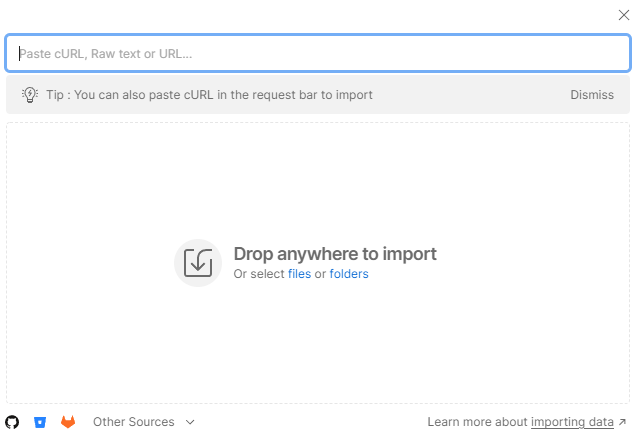 Paste cURL, Raw text or URL...
Tip : You can also paste cURL in the request bar to import Dismiss
Drop anywhere to import
Or select files or folders
Other Sources Learn more about importing data